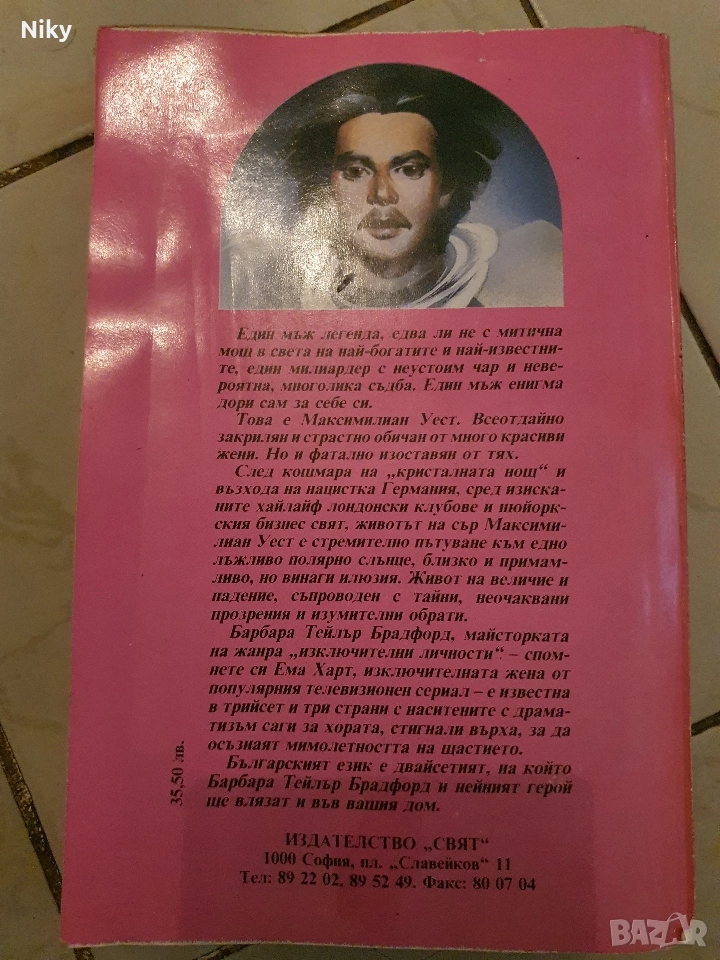 Niky
Един мъж легенда, едва ли не с митична
мощ в света на най-богатите и най-известни-
те, един милиардер с неустоим чар и неве-
роятна, многолика съдба. Един мъж енигма
дори сам за себе си.
Това е Максимилиан Уест. Всеотдайно
закрилян и страстно обичан от много красиви
жени. Но и фатално изоставян от тях.
След кошмара на „кристалната нощ“ и
възхода на нацистка Германия, сред изиска-
ните хайлайф лондонски клубове и нюйорк-
ския бизнес свят, животът на сър Максими-
лиан Уест е стремително пътуване към едно
лъжливо полярно слънце, близко и примам-
ливо, но винаги илюзия. Живот на величие и
падение, съпроводен с тайни, неочаквани
прозрения и изумителни обрати.
Барбара Тейлър Брадфорд, майсторката
на жанра „изключителни личности“ – спом-
нете си Ема Харт, изключителната жена от
популярния телевизионен сериал – е известна
в трийсет и три страни с наситените с драма-
тизъм саги за хората, стигнали върха, за да
осъзнаят мимолетността на щастието.
Българският език е двайсетият, на който
Барбара Тейлър Брадфорд и нейният герой
ще влязат и във вашия дом.
35,50 лв.
ИЗДАТЕЛСТВО „СВЯТ“
1000 София, пл. „Славейков“ 11
Тел: 89 22 02, 89 52 49. Факс: 80 07 04
BAZAR